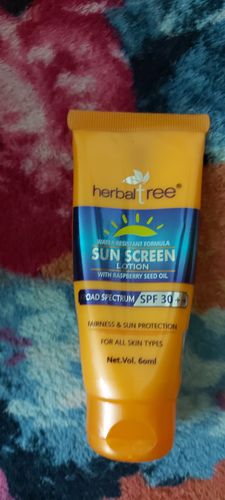 herbaltree®
WATER RESISTANT FORMULA
SUN SCREEN
LOTION
WITH RASPBERRY SEED OIL
OAD SPECTRUM SPF 30 ++
FAIRNESS & SUN PROTECTION
FOR ALL SKIN TYPES
Net.Vol. 60ml